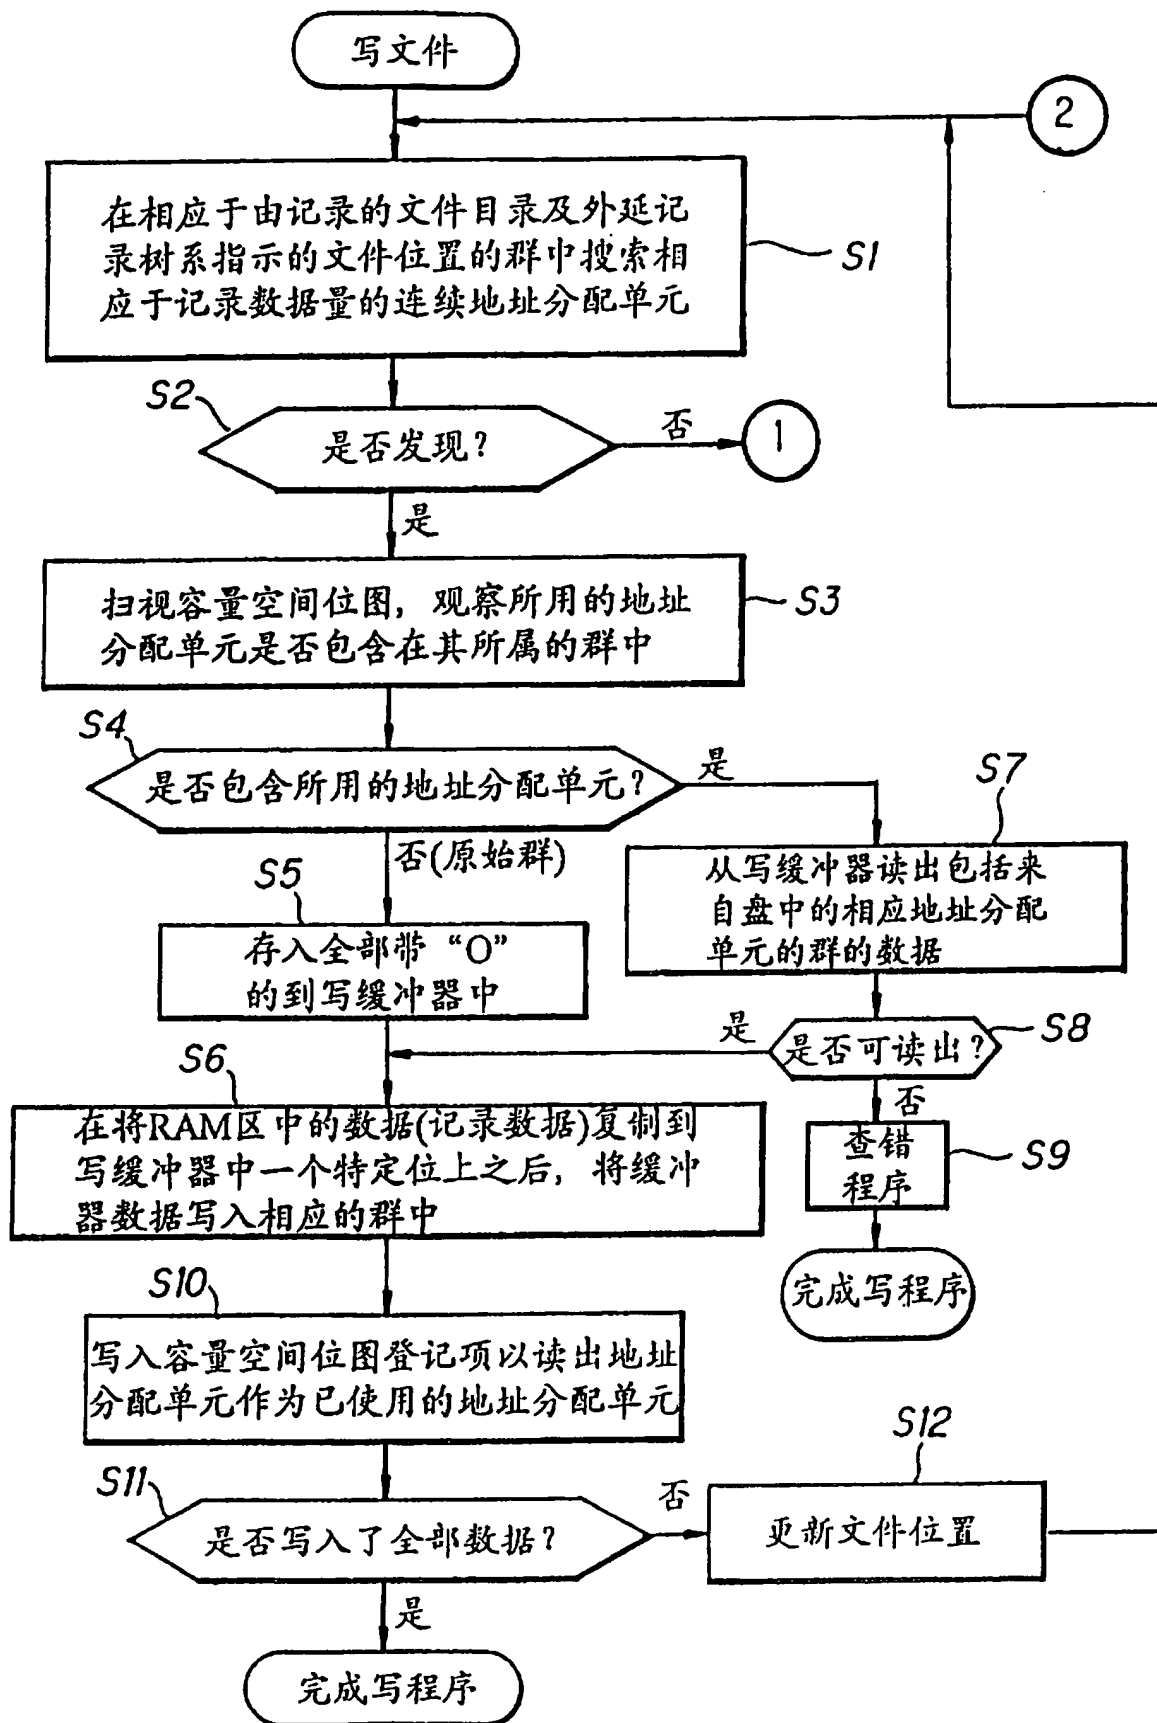 写文件
2
在相应于由记录的文件目录及外延记
录树系指示的文件位置的群中搜索相
应于记录数据量的连续地址分配单元
S1
S2
是否发现？
否
1
是
扫视容量空间位图，观察所用的地址
分配单元是否包含在其所属的群中
S3
S4
是否包含所用的地址分配单元？
是
S7
否(原始群)
从写缓冲器读出包括来
自盘中的相应地址分配
单元的群的数据
S5
存入全部带“O”
的到写缓冲器中
是
是否可读出？
S8
S6
否
在将RAM区中的数据(记录数据)复制到
写缓冲器中一个特定位上之后，将缓冲
器数据写入相应的群中
查错
程序
S9
完成写程序
S10
写入容量空间位图登记项以读出地址
分配单元作为已使用的地址分配单元
S12
S11
是否写入了全部数据？
否
更新文件位置
是
完成写程序